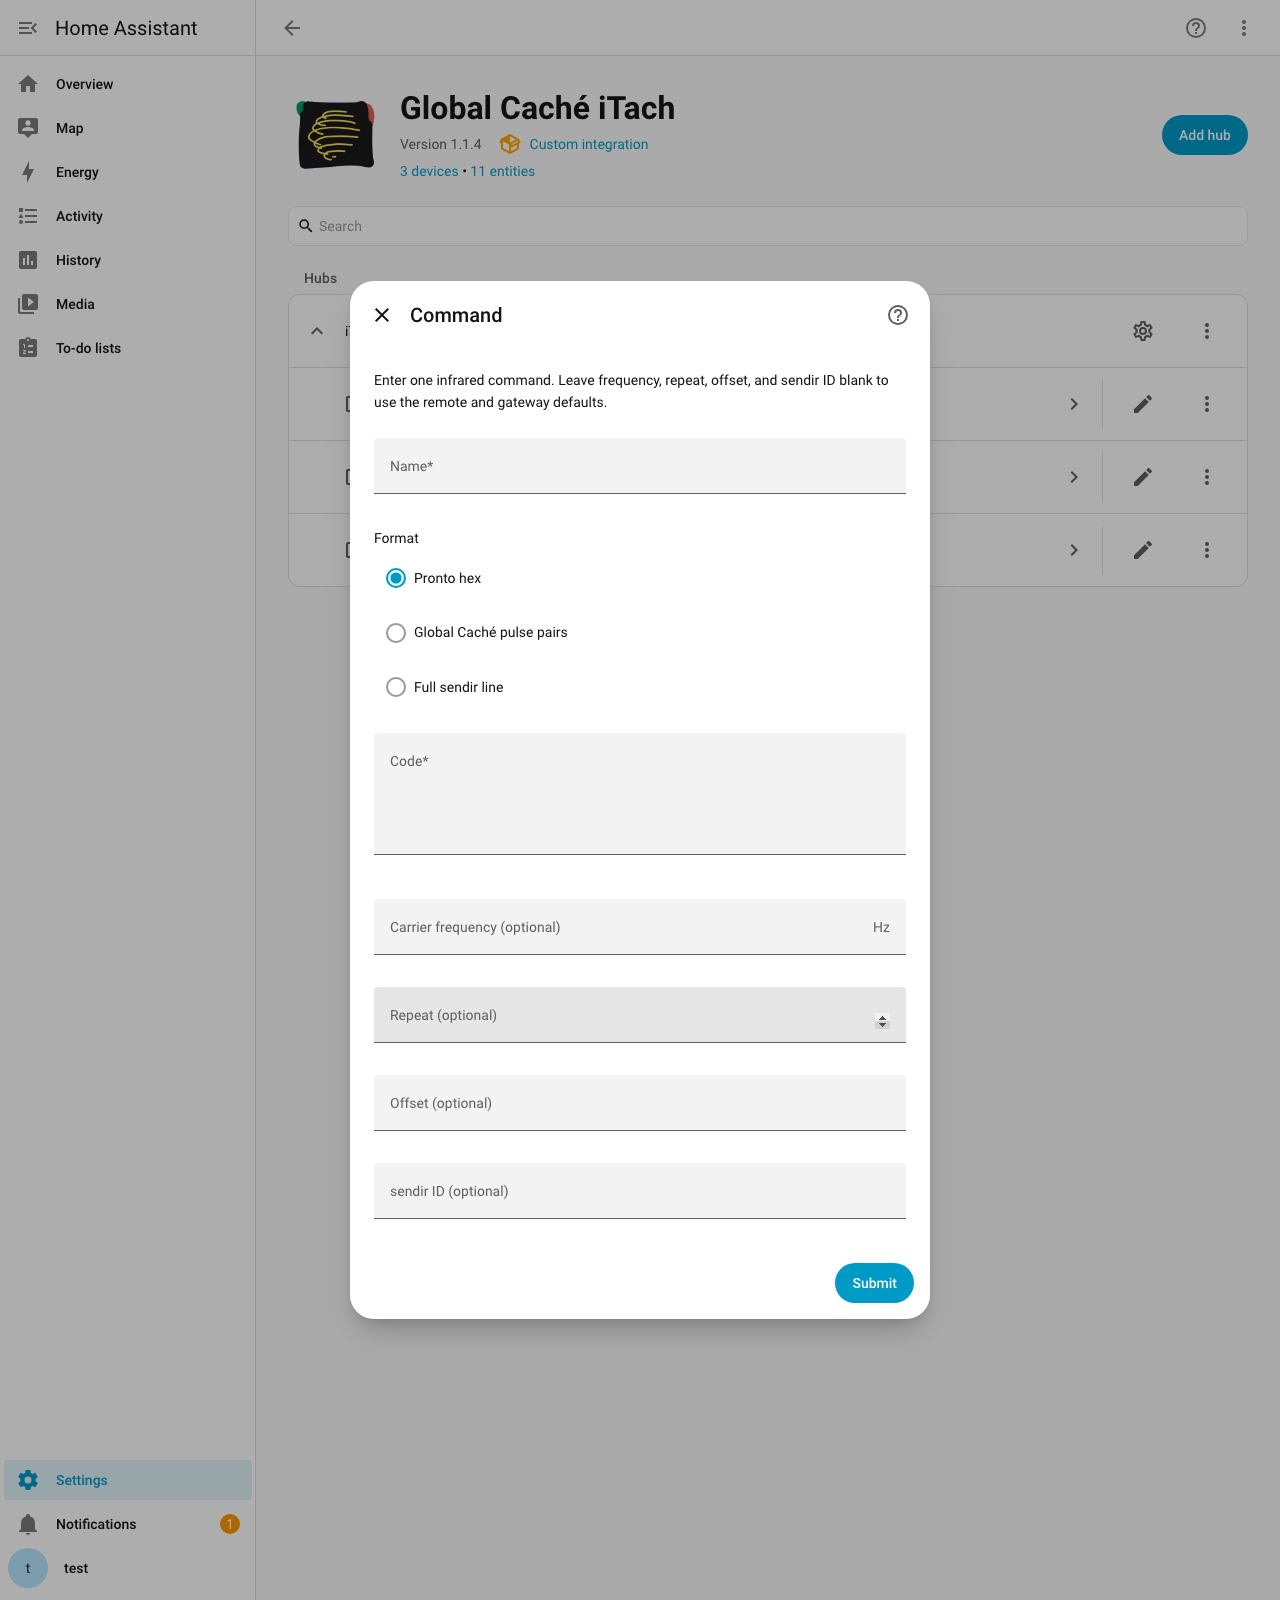 Home Assistant
Overview
Map
Energy
Activity
History
Media
To-do lists
Settings
Notifications 1
t test
Global Caché iTach
Version 1.1.4 Custom integration
3 devices • 11 entities
Add hub
Search
Hubs
Command
Enter one infrared command. Leave frequency, repeat, offset, and sendir ID blank to
use the remote and gateway defaults.
Name*
Format
Pronto hex
Global Caché pulse pairs
Full sendir line
Code*
Carrier frequency (optional) Hz
Repeat (optional)
Offset (optional)
sendir ID (optional)
Submit